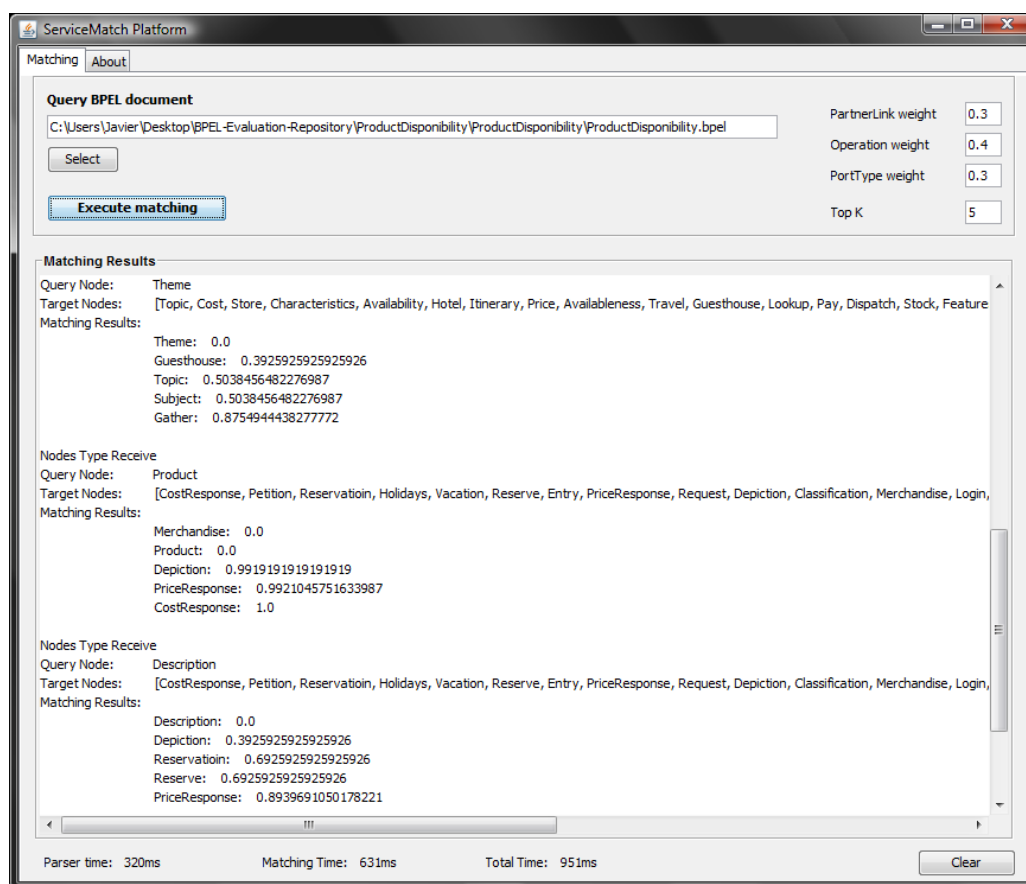 ServiceMatch Platform
Matching About
Query BPEL document
C:\Users\Javier\Desktop\BPEL-Evaluation-Repository\ProductDisponibility\ProductDisponibility\ProductDisponibility.bpel
Select
Execute matching
PartnerLink weight 0.3
Operation weight 0.4
PortType weight 0.3
Top K 5
Matching Results
Query Node: Theme
Target Nodes: [Topic, Cost, Store, Characteristics, Availability, Hotel, Itinerary, Price, Availableness, Travel, Guesthouse, Lookup, Pay, Dispatch, Stock, Feature
Matching Results:
Theme: 0.0
Guesthouse: 0.3925925925925926
Topic: 0.5038456482276987
Subject: 0.5038456482276987
Gather: 0.8754944438277772
Nodes Type Receive
Query Node: Product
Target Nodes: [CostResponse, Petition, Reservatioin, Holidays, Vacation, Reserve, Entry, PriceResponse, Request, Depiction, Classification, Merchandise, Login,
Matching Results:
Merchandise: 0.0
Product: 0.0
Depiction: 0.9919191919191919
PriceResponse: 0.9921045751633987
CostResponse: 1.0
Nodes Type Receive
Query Node: Description
Target Nodes: [CostResponse, Petition, Reservatioin, Holidays, Vacation, Reserve, Entry, PriceResponse, Request, Depiction, Classification, Merchandise, Login,
Matching Results:
Description: 0.0
Depiction: 0.3925925925925926
Reservatioin: 0.6925925925925926
Reserve: 0.6925925925925926
PriceResponse: 0.8939691050178221
Parser time: 320ms Matching Time: 631ms Total Time: 951ms Clear